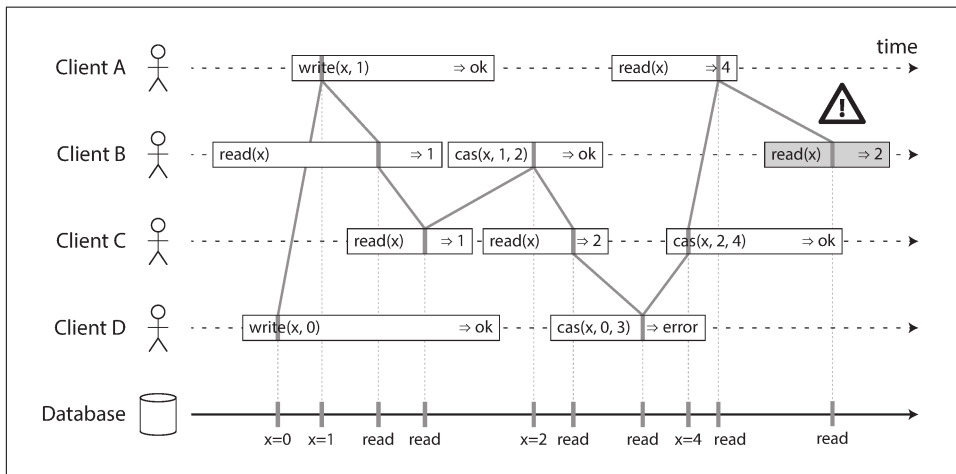 time
Client A write(x, 1) ⇒ ok read(x) ⇒ 4
!
Client B read(x) ⇒ 1 cas(x, 1, 2) ⇒ ok read(x) ⇒ 2
Client C read(x) ⇒ 1 read(x) ⇒ 2 cas(x, 2, 4) ⇒ ok
Client D write(x, 0) ⇒ ok cas(x, 0, 3) ⇒ error
Database
x=0 x=1 read read x=2 read read x=4 read read